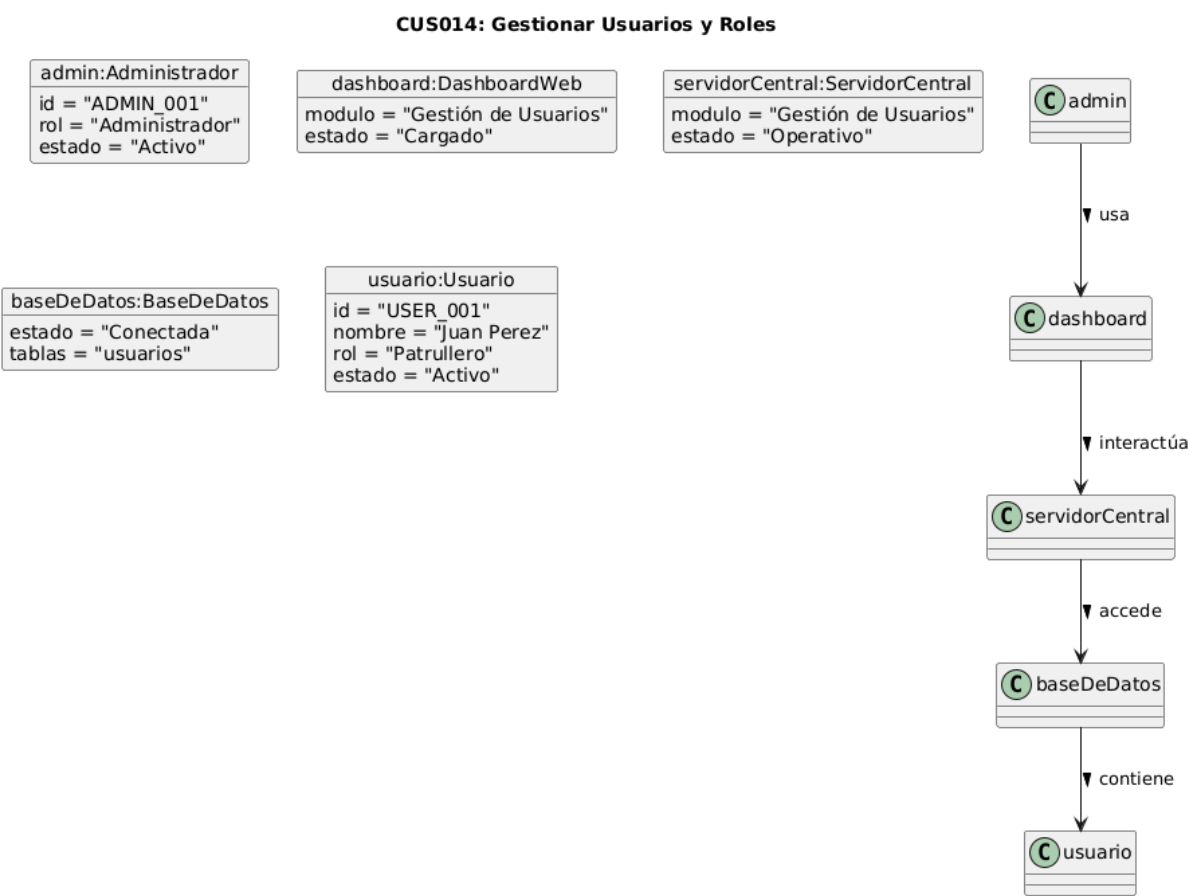 CUS014: Gestionar Usuarios y Roles
admin:Administrador
id = "ADMIN_001"
rol = "Administrador"
estado = "Activo"
dashboard:DashboardWeb
modulo = "Gestión de Usuarios"
estado = "Cargado"
servidorCentral:ServidorCentral
modulo = "Gestión de Usuarios"
estado = "Operativo"
C admin
usa
baseDeDatos:BaseDeDatos
estado = "Conectada"
tablas = "usuarios"
usuario:Usuario
id = "USER_001"
nombre = "Juan Perez"
rol = "Patrullero"
estado = "Activo"
C dashboard
interactúa
C servidorCentral
accede
C baseDeDatos
contiene
C usuario